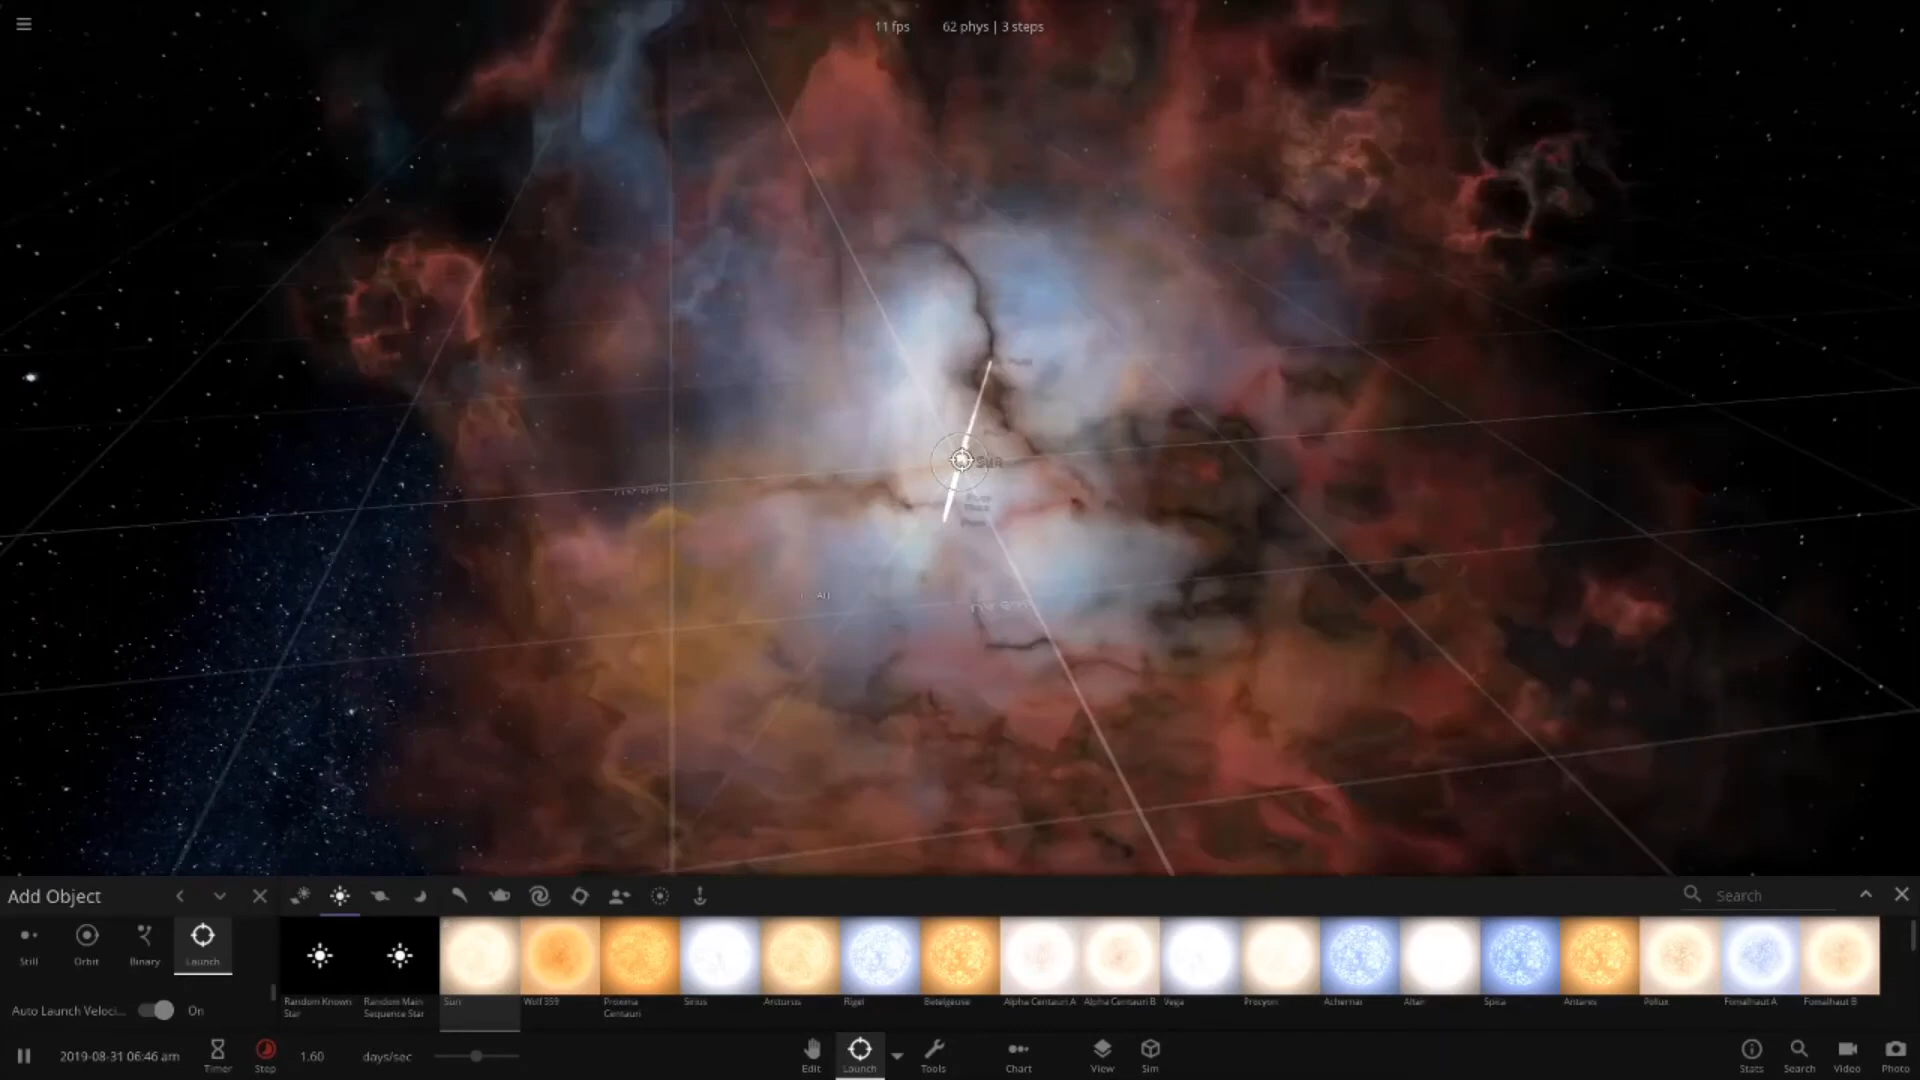 11 fps 62 phys | 3 steps
Sun
AU
Add Object
Search
Still Orbit Binary Launch
Auto Launch Veloci... On
Random Known Star
Random Main Sequence Star
Sun
Wolf 359
Proxima Centauri
Sirius
Arcturus
Rigel
Betelgeuse
Alpha Centauri A
Alpha Centauri B
Vega
Procyon
Achernar
Altair
Spica
Antares
Pollux
Fomalhaut A
Fomalhaut B
2019-08-31 06:46 am
Timer
Step
1.60 days/sec
Edit Launch Tools Chart View Sim
Stats Search Video Photo